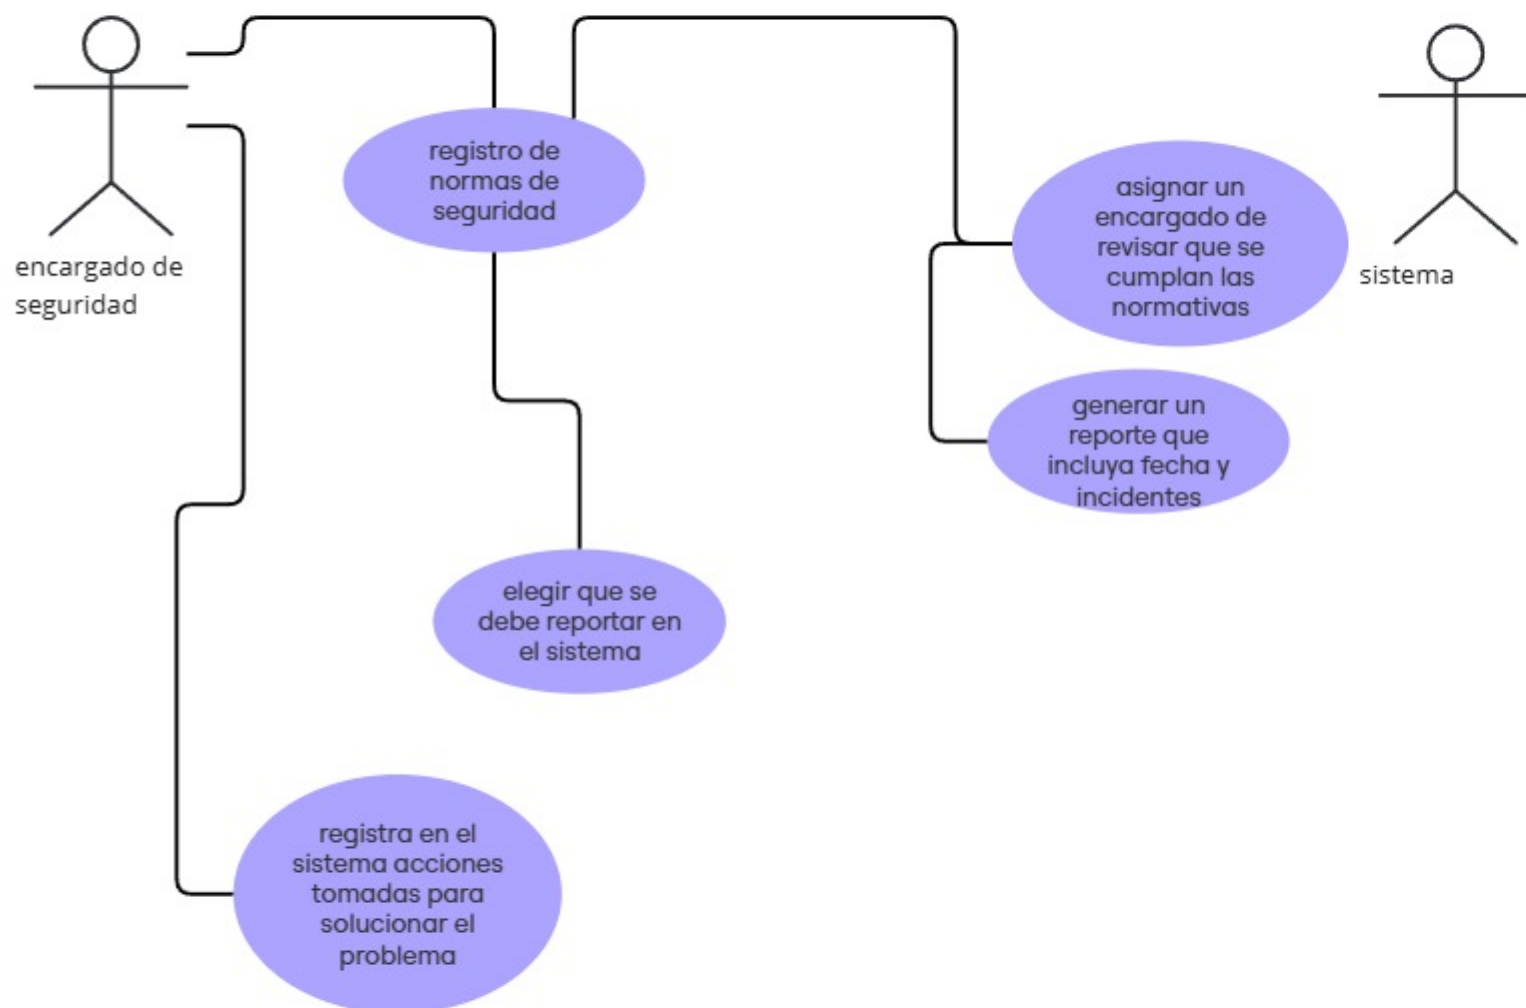 registro de
normas de
seguridad
asignar un
encargado de
revisar que se
cumplan las
normativas
encargado de
seguridad
sistema
generar un
reporte que
incluya fecha y
incidentes
elegir que se
debe reportar en
el sistema
registra en el
sistema acciones
tomadas para
solucionar el
problema